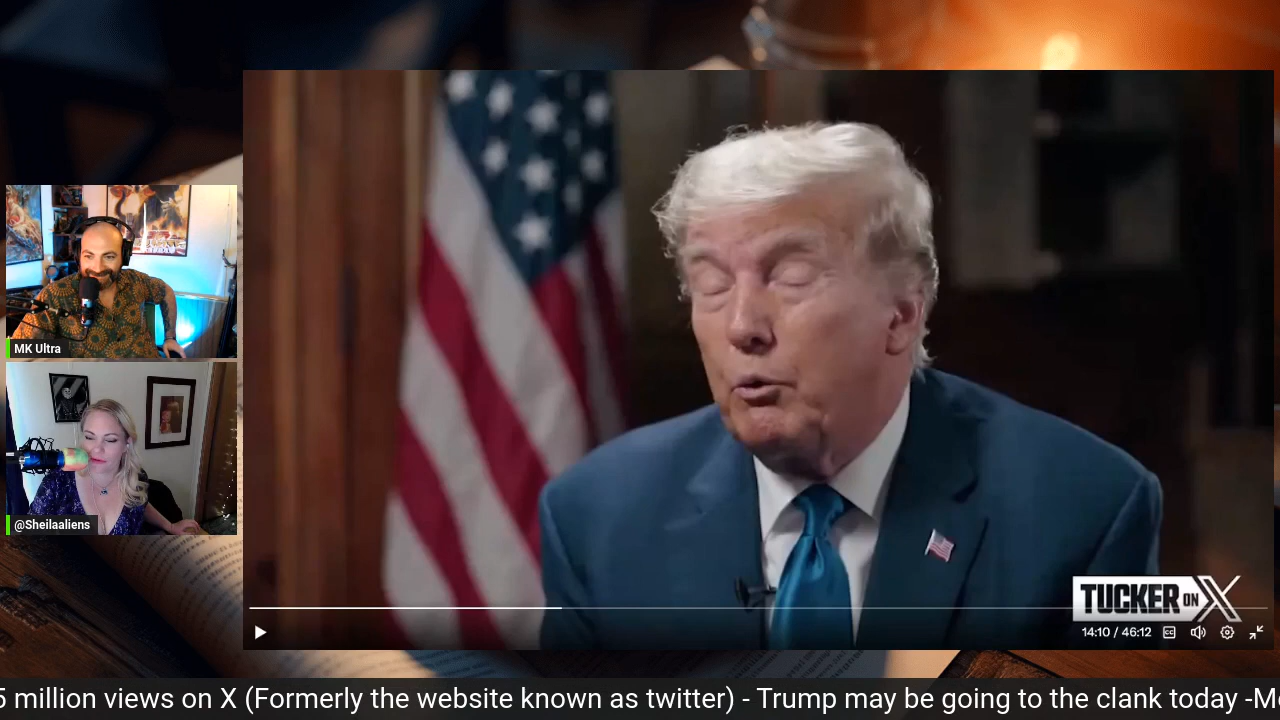 MK Ultra
@Sheilaaliens
TUCKER ON X
14:10 / 46:12
5 million views on X (Formerly the website known as twitter) - Trump may be going to the clank today -M